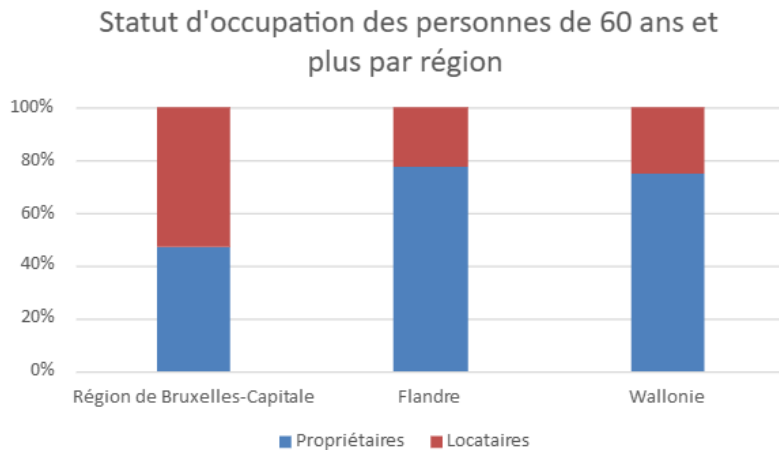 Statut d'occupation des personnes de 60 ans et
plus par région
100%
80%
60%
40%
20%
0%
Région de Bruxelles-Capitale Flandre Wallonie
Propriétaires Locataires